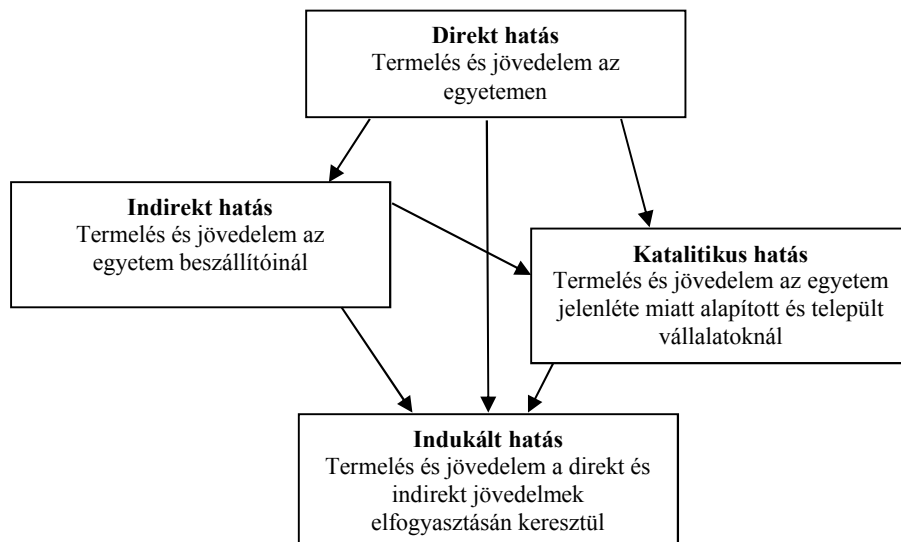 Direkt hatás
Termelés és jövedelem az
egyetemen
Indirekt hatás
Termelés és jövedelem az
egyetem beszállítóinál
Katalitikus hatás
Termelés és jövedelem az egyetem
jelenléte miatt alapított és települt
vállalatoknál
Indukált hatás
Termelés és jövedelem a direkt és
indirekt jövedelmek
elfogyasztásán keresztül